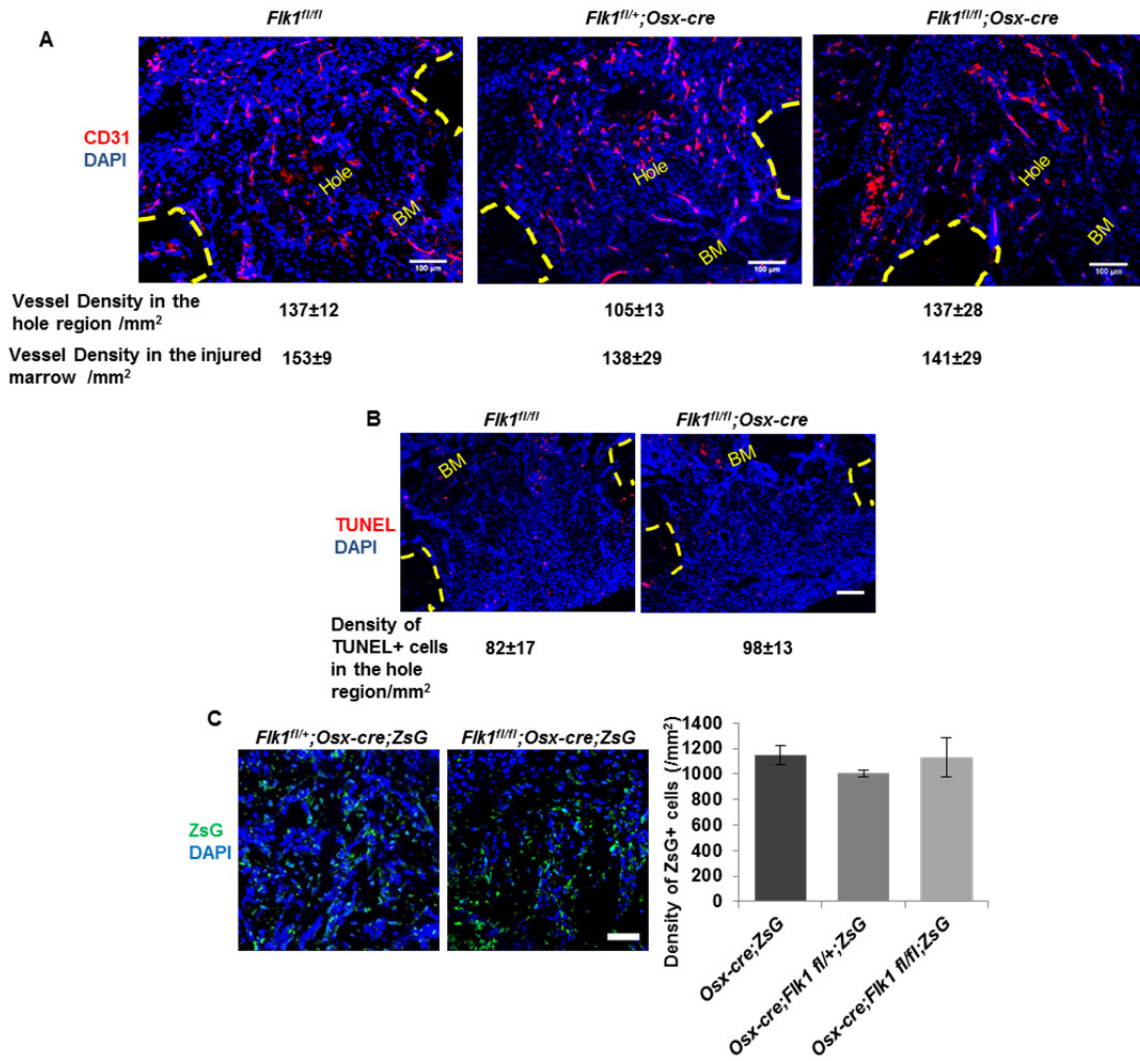 A
Flk1fl/fl
Flk1fl/+;Osx-cre
Flk1fl/fl;Osx-cre
CD31
DAPI
Hole
BM
100 µm
Hole
BM
100 µm
Hole
BM
100 µm
Vessel Density in the
hole region /mm2
137±12
105±13
137±28
Vessel Density in the injured
marrow /mm2
153±9
138±29
141±29
B
Flk1fl/fl
Flk1fl/fl;Osx-cre
TUNEL
DAPI
BM
BM
Density of
TUNEL+ cells
in the hole
region/mm2
82±17
98±13
C
Flk1fl/+;Osx-cre;ZsG
Flk1fl/fl;Osx-cre;ZsG
ZsG
DAPI
Density of ZsG+ cells (/mm2)
1400
1200
1000
800
600
400
200
0
Osx-cre;ZsG
Osx-cre;Flk1 fl/+;ZsG
Osx-cre;Flk1 fl/fl;ZsG